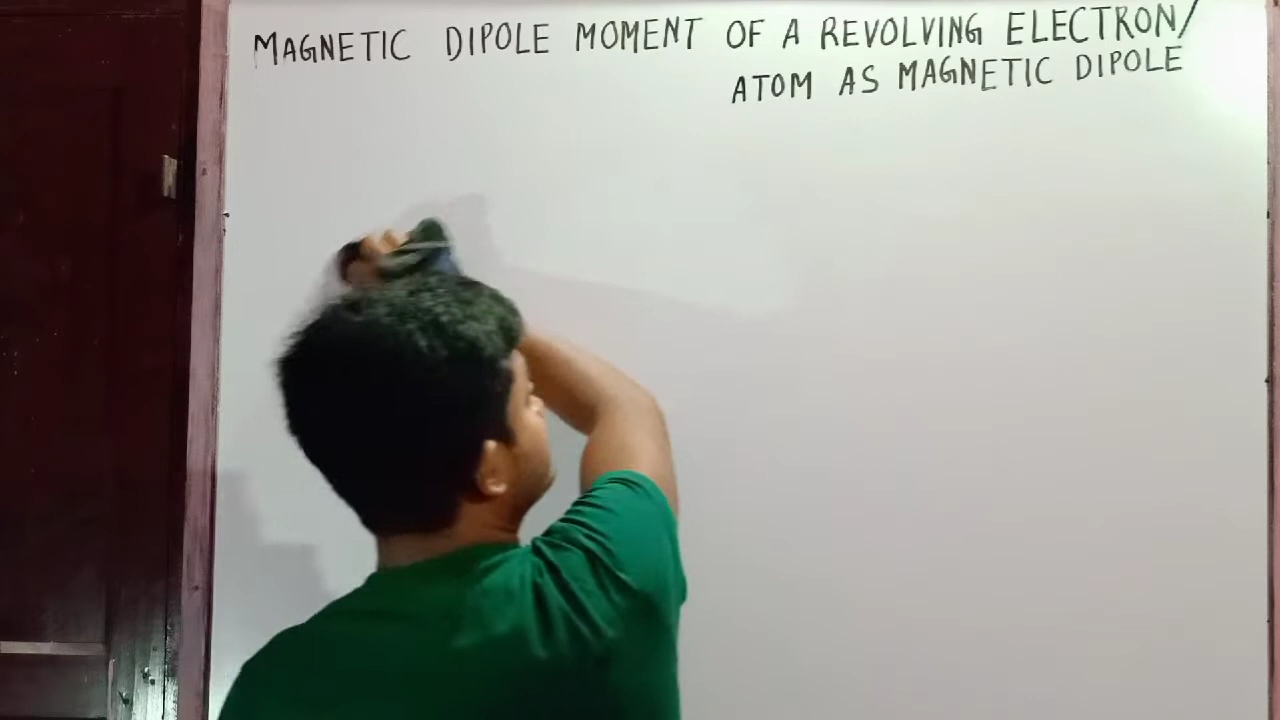 MAGNETIC DIPOLE MOMENT OF A REVOLVING ELECTRON/
ATOM AS MAGNETIC DIPOLE